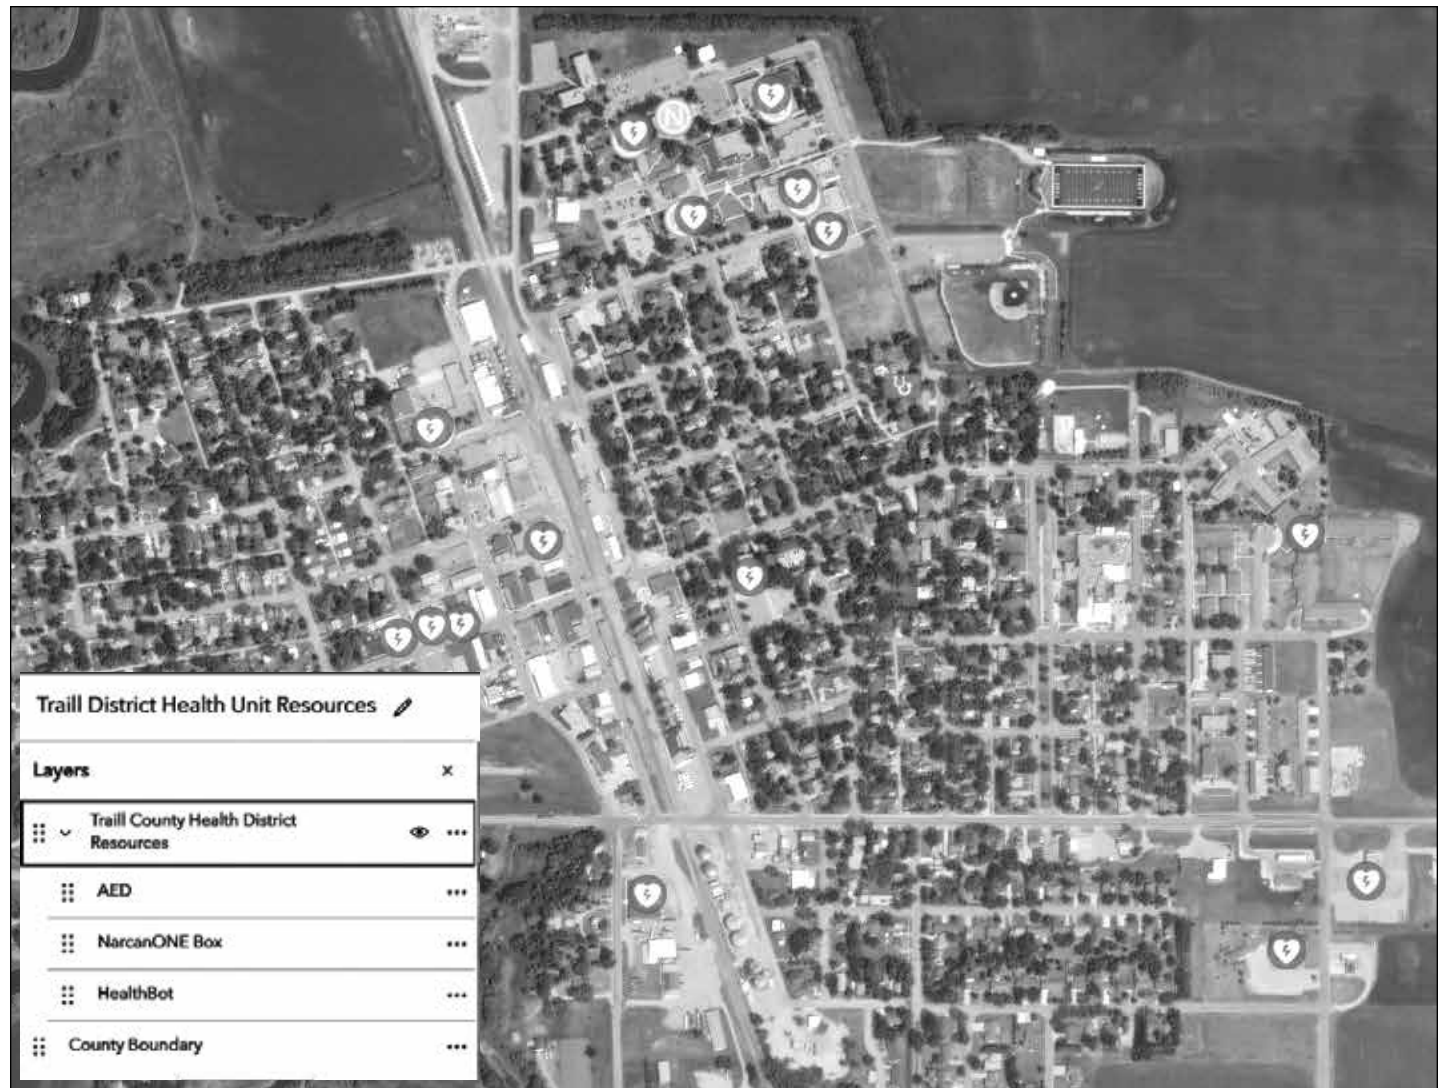 N
Traill District Health Unit Resources
Layers
Traill County Health District
Resources
AED
NarcanONE Box
HealthBot
County Boundary